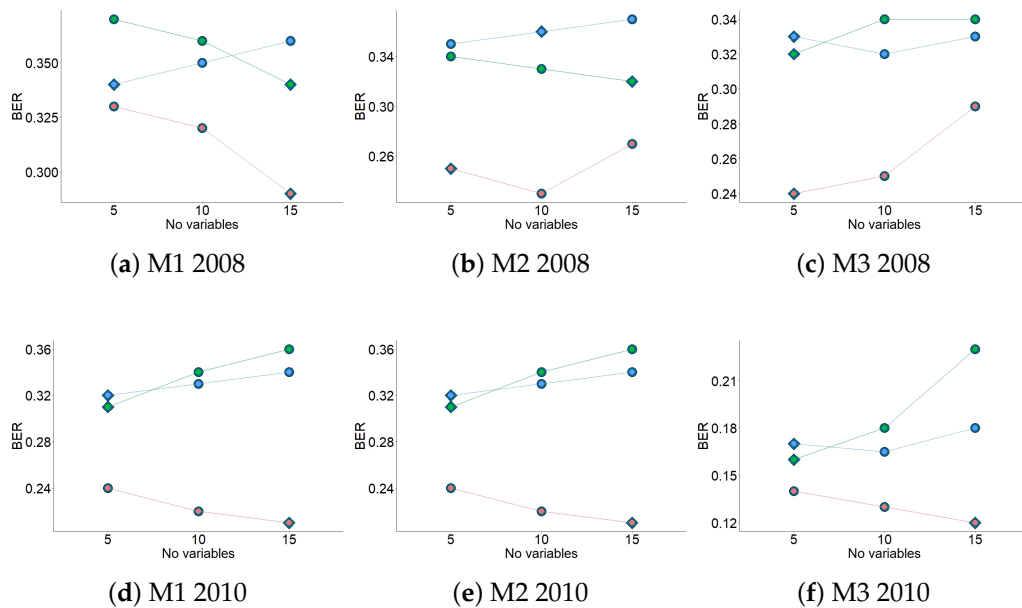 BER
0.350
0.325
0.300
5
10
15
No variables
(a) M1 2008
BER
0.34
0.30
0.26
5
10
15
No variables
(b) M2 2008
BER
0.34
0.32
0.30
0.28
0.26
0.24
5
10
15
No variables
(c) M3 2008
BER
0.36
0.32
0.28
0.24
5
10
15
No variables
(d) M1 2010
BER
0.36
0.32
0.28
0.24
5
10
15
No variables
(e) M2 2010
BER
0.21
0.18
0.15
0.12
5
10
15
No variables
(f) M3 2010